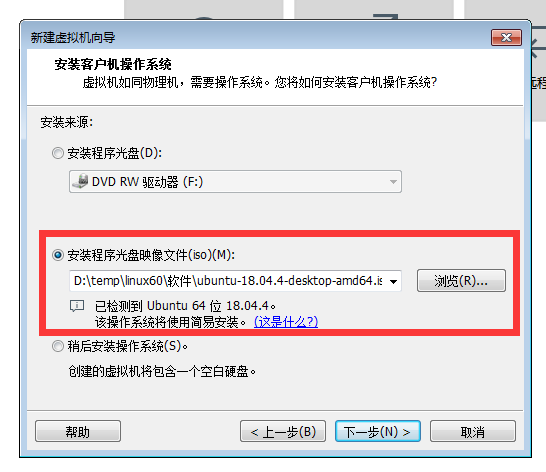 新建虚拟机向导
安装客户机操作系统
虚拟机如同物理机，需要操作系统。您将如何安装客户机操作系统?
远程
安装来源:
安装程序光盘(D):
DVD RW 驱动器 (F:)
安装程序光盘映像文件(iso)(M):
D:\temp\linux60\软件\ubuntu-18.04.4-desktop-amd64.is
浏览(R)...
已检测到 Ubuntu 64 位 18.04.4。
该操作系统将使用简易安装。 (这是什么?)
稍后安装操作系统(S)。
创建的虚拟机将包含一个空白硬盘。
帮助
< 上一步(B)
下一步(N) >
取消